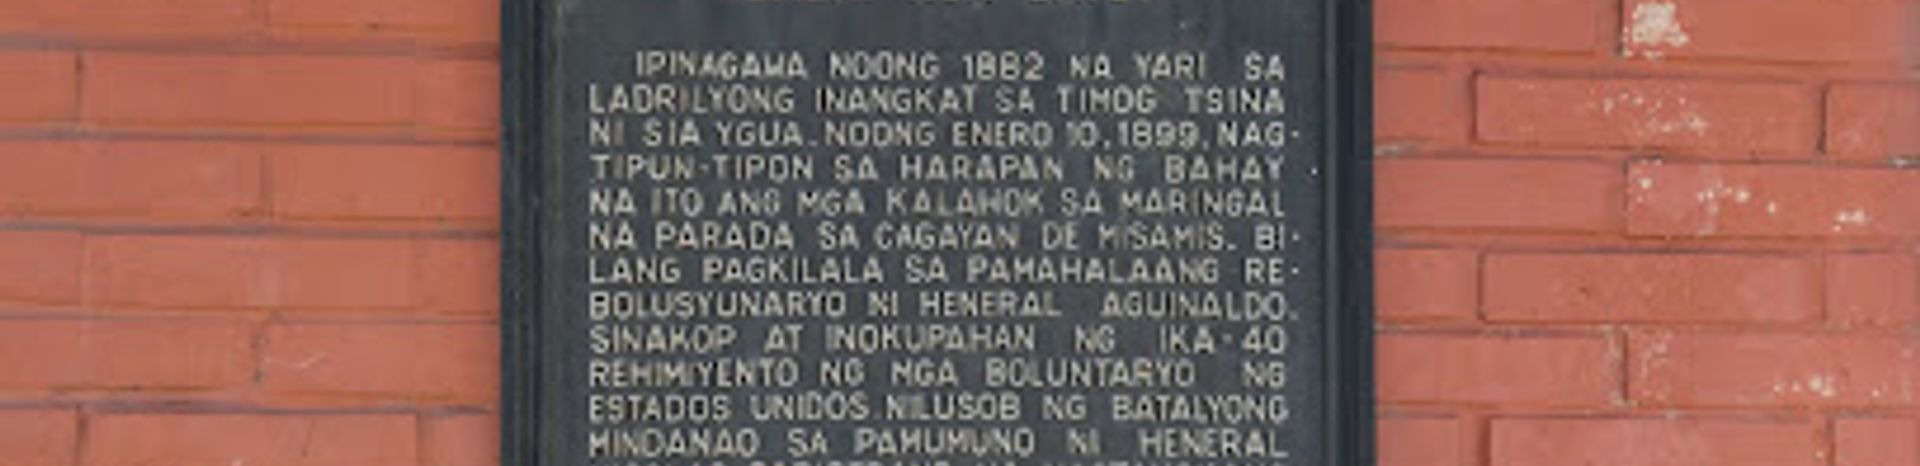 IPINAGAWA NOONG 1882 NA YARI SA
LADRILYONG INANGKAT SA TIMOG TSINA
NI SIA YGUA. NOONG ENERO 10, 1899, NAG-
TIPUN-TIPON SA HARAPAN NG BAHAY
NA ITO ANG MGA KALAHOK SA MARINGAL
NA PARADA SA CAGAYAN DE MISAMIS. BI-
LANG PAGKILALA SA PAMAHALAANG RE-
BOLUSYUNARYO NI HENERAL AGUINALDO.
SINAKOP AT INOKUPAHAN NG IKA-40
REHIMIYENTO NG MGA BOLUNTARYO NG
ESTADOS UNIDOS. NILUSOB NG BATALYONG
MINDANAO SA PAMUMUNO NI HENERAL